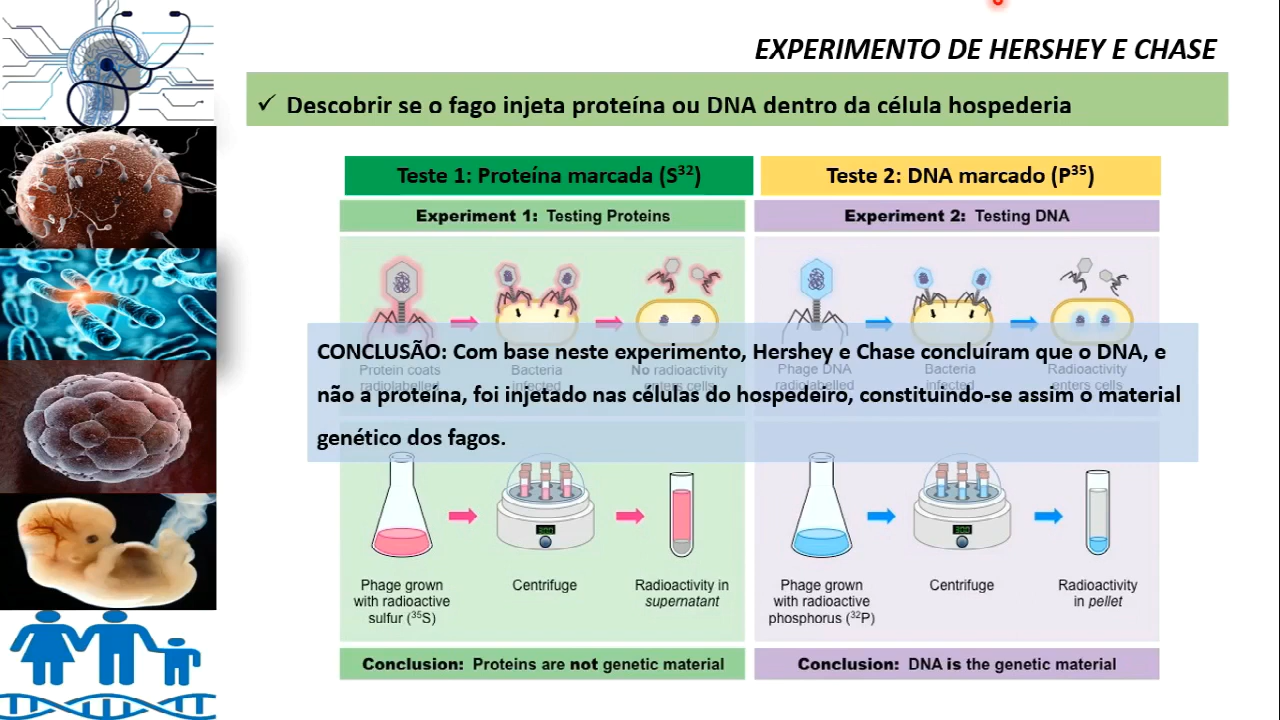 EXPERIMENTO DE HERSHEY E CHASE
✓ Descobrir se o fago injeta proteína ou DNA dentro da célula hospederia
Teste 1: Proteína marcada (S³²)
Teste 2: DNA marcado (P³⁵)
Experiment 1: Testing Proteins
Experiment 2: Testing DNA
CONCLUSÃO: Com base neste experimento, Hershey e Chase concluíram que o DNA, e
não a proteína, foi injetado nas células do hospedeiro, constituindo-se assim o material
genético dos fagos.
Protein coats
radiolabelled
Bacteria
infected
No radioactivity
enters cells
Phage DNA
radiolabelled
Bacteria
infected
Radioactivity
enters cells
300
300
Phage grown
with radioactive
sulfur (³⁵S)
Centrifuge
Radioactivity in
supernatant
Phage grown
with radioactive
phosphorus (³²P)
Centrifuge
Radioactivity
in pellet
Conclusion: Proteins are not genetic material
Conclusion: DNA is the genetic material